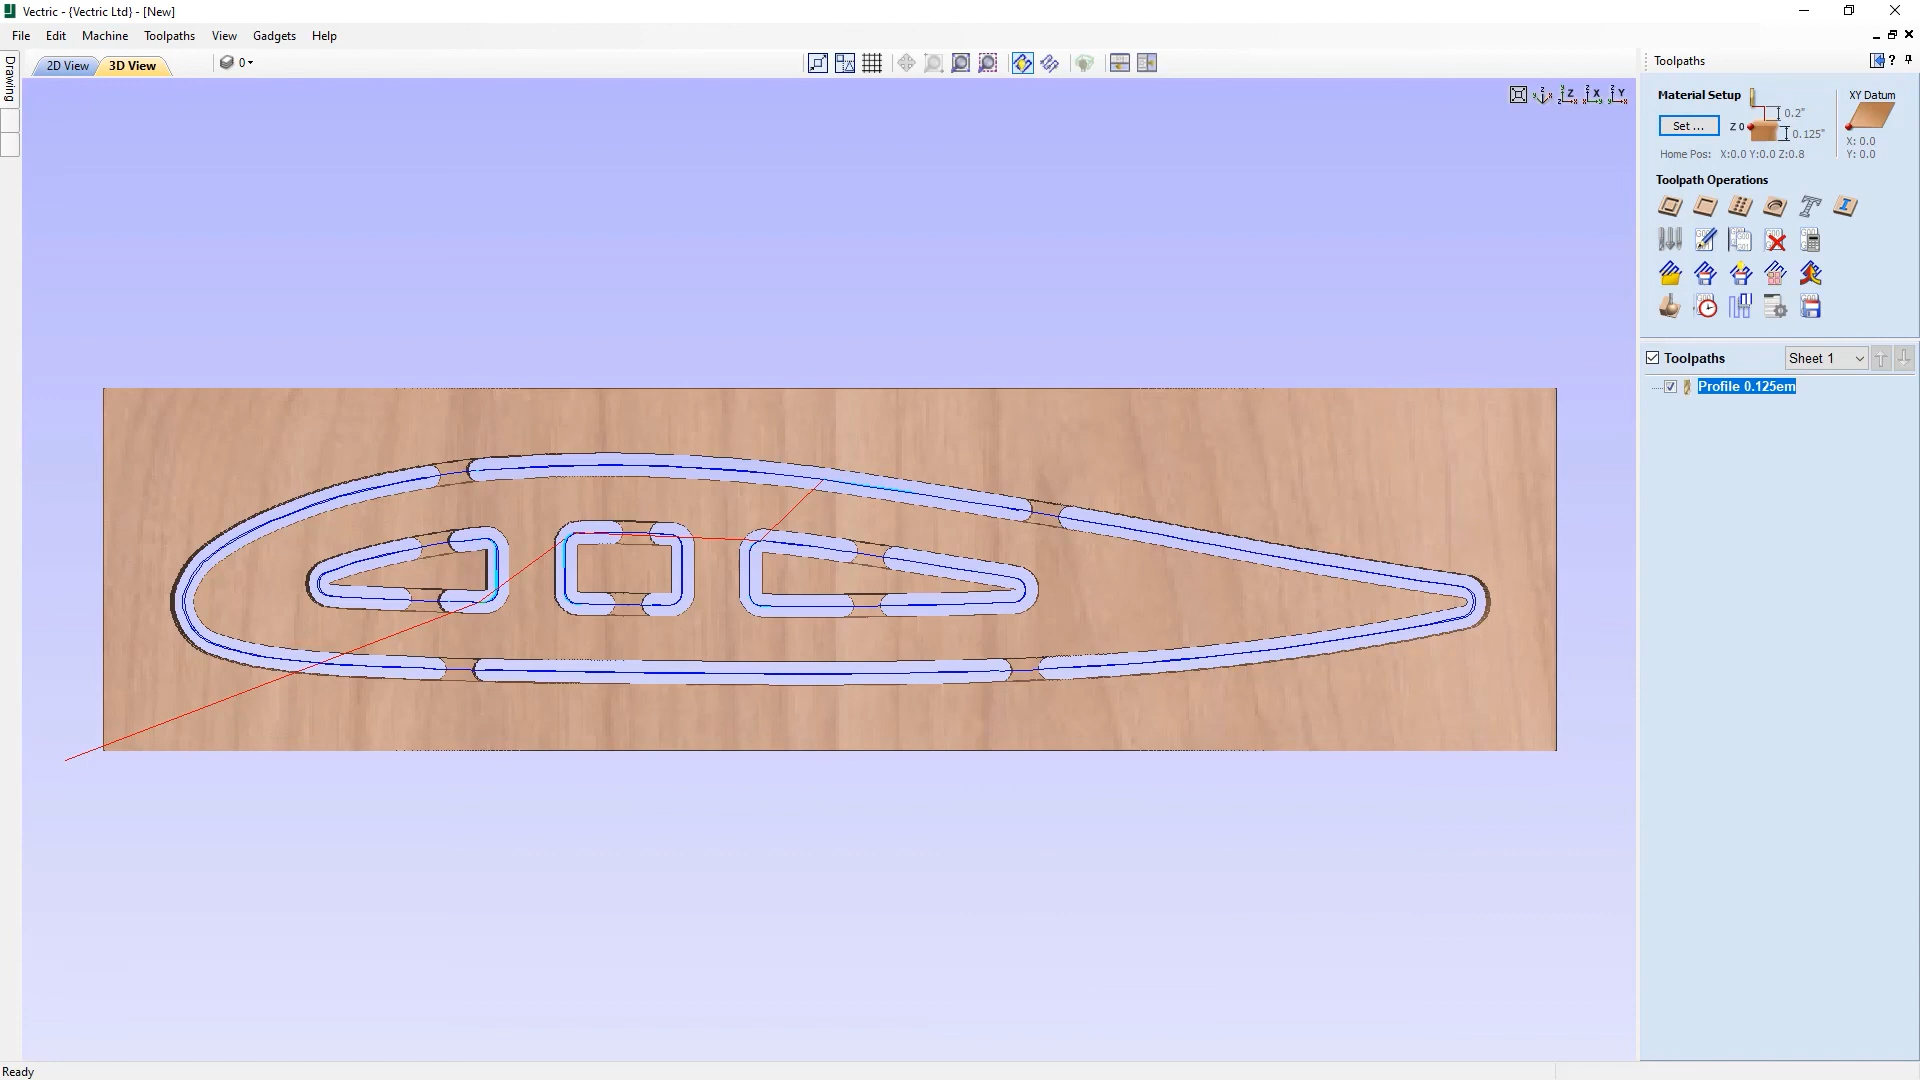 Vectric - {Vectric Ltd} - [New]
File Edit Machine Toolpaths View Gadgets Help
Drawing
2D View 3D View 0
Toolpaths ?
Material Setup XY Datum
0.2"
Set ... Z 0 0.125"
X: 0.0
Home Pos: X:0.0 Y:0.0 Z:0.8 Y: 0.0
Toolpath Operations
Toolpaths Sheet 1
Profile 0.125em
Ready